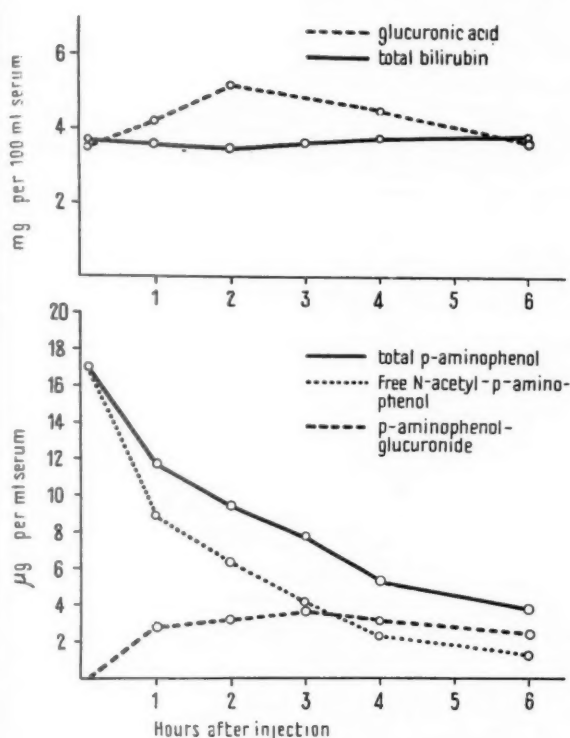 glucuronic acid
total bilirubin
mg per 100 ml serum
6
4
2
1 2 3 4 5 6
total p-aminophenol
Free N-acetyl-p-amino-
phenol
p-aminophenol-
glucuronide
µg per ml serum
20
18
16
14
12
10
8
6
4
2
1 2 3 4 5 6
Hours after injection